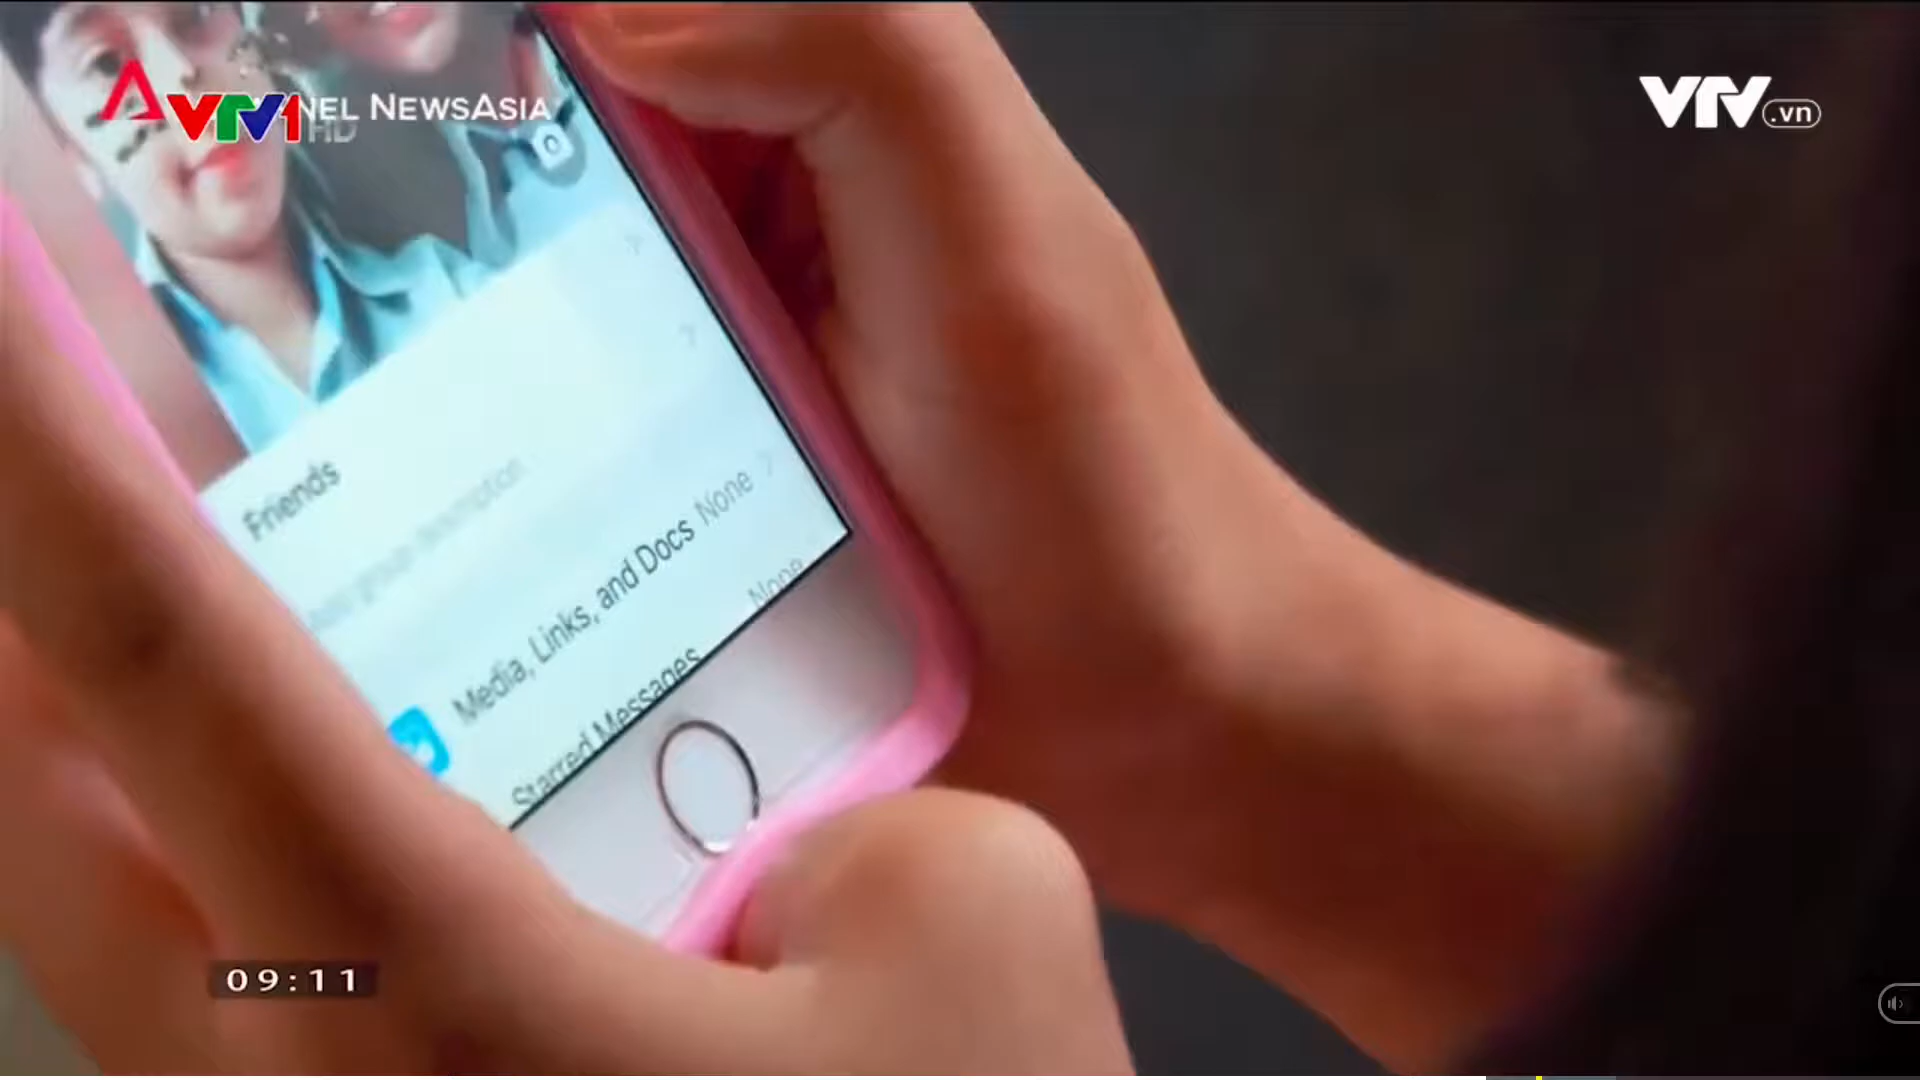 VTV1 NEL NEWSASIA
HD
VTV.vn
Friends
Media, Links, and Docs None
Starred Messages None
09:11